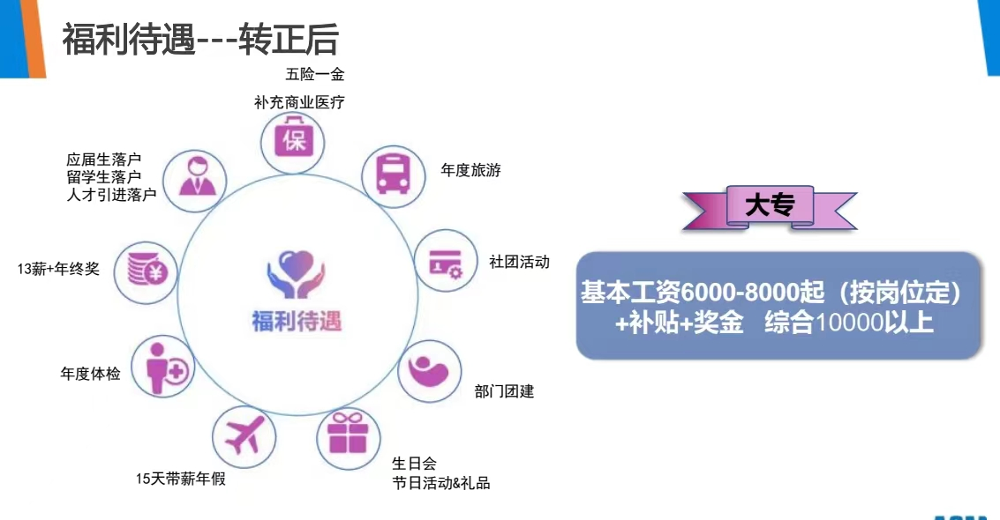 福利待遇---转正后
五险一金
补充商业医疗
保
应届生落户
留学生落户
人才引进落户
年度旅游
大专
13薪+年终奖
¥
社团活动
福利待遇
基本工资6000-8000起（按岗位定）
+补贴+奖金 综合10000以上
年度体检
部门团建
15天带薪年假
生日会
节日活动&礼品